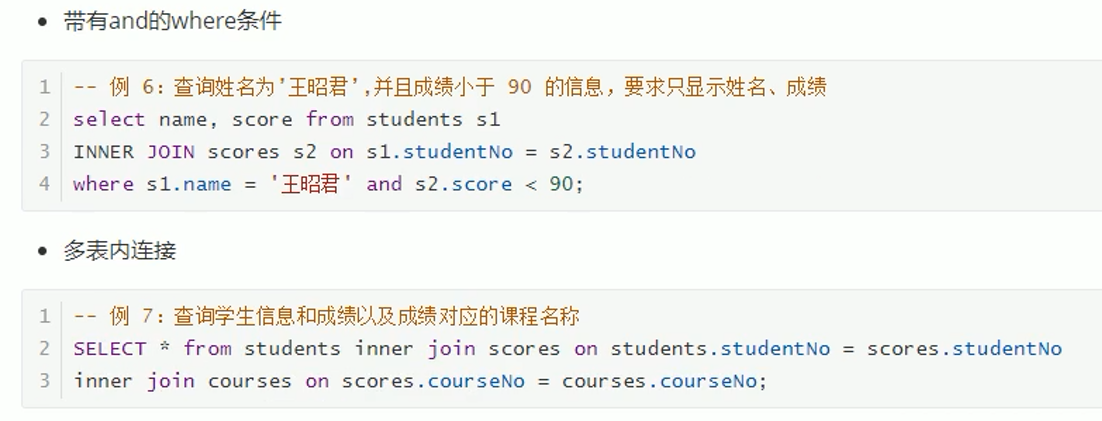 • 带有and的where条件
1 -- 例 6：查询姓名为'王昭君',并且成绩小于 90 的信息，要求只显示姓名、成绩
2 select name, score from students s1
3 INNER JOIN scores s2 on s1.studentNo = s2.studentNo
4 where s1.name = '王昭君' and s2.score < 90;
• 多表内连接
1 -- 例 7：查询学生信息和成绩以及成绩对应的课程名称
2 SELECT * from students inner join scores on students.studentNo = scores.studentNo
3 inner join courses on scores.courseNo = courses.courseNo;